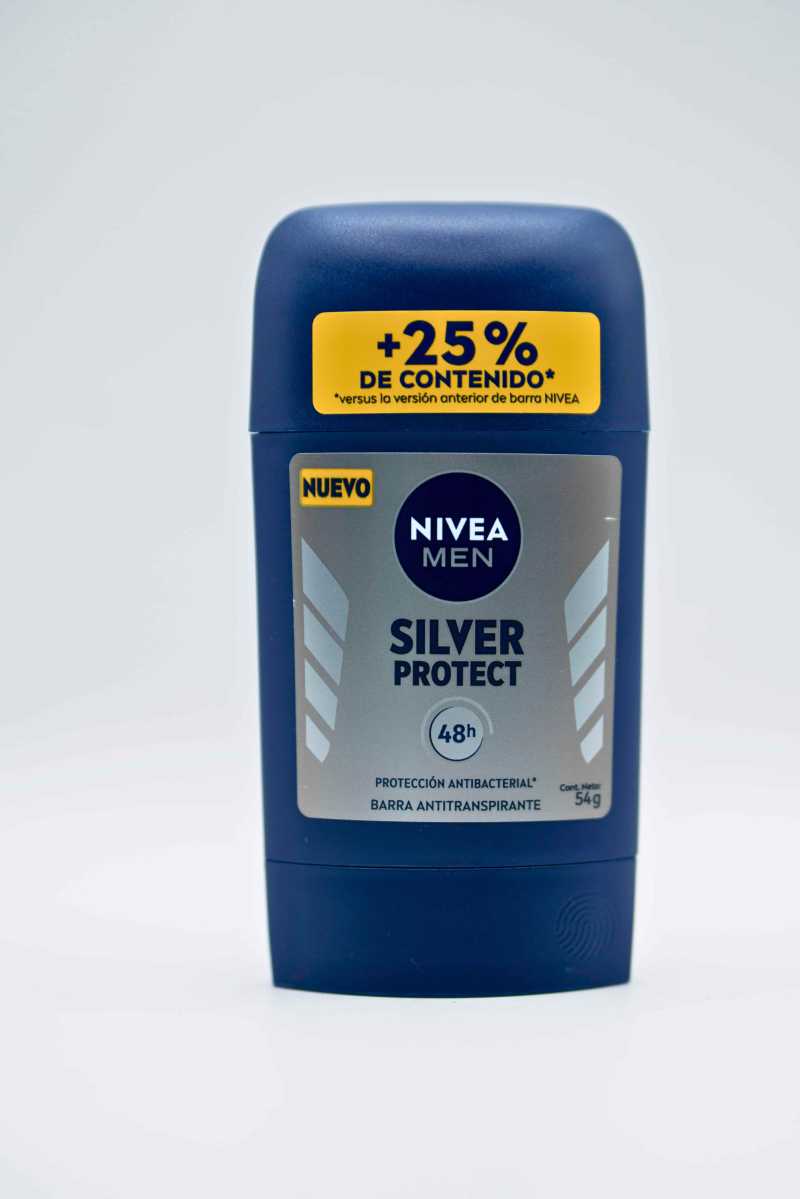 +25%
DE CONTENIDO*
*versus la versión anterior de barra NIVEA
NUEVO
NIVEA
MEN
SILVER
PROTECT
48h
PROTECCIÓN ANTIBACTERIAL*
BARRA ANTITRANSPIRANTE
Cont. Neto:
54g